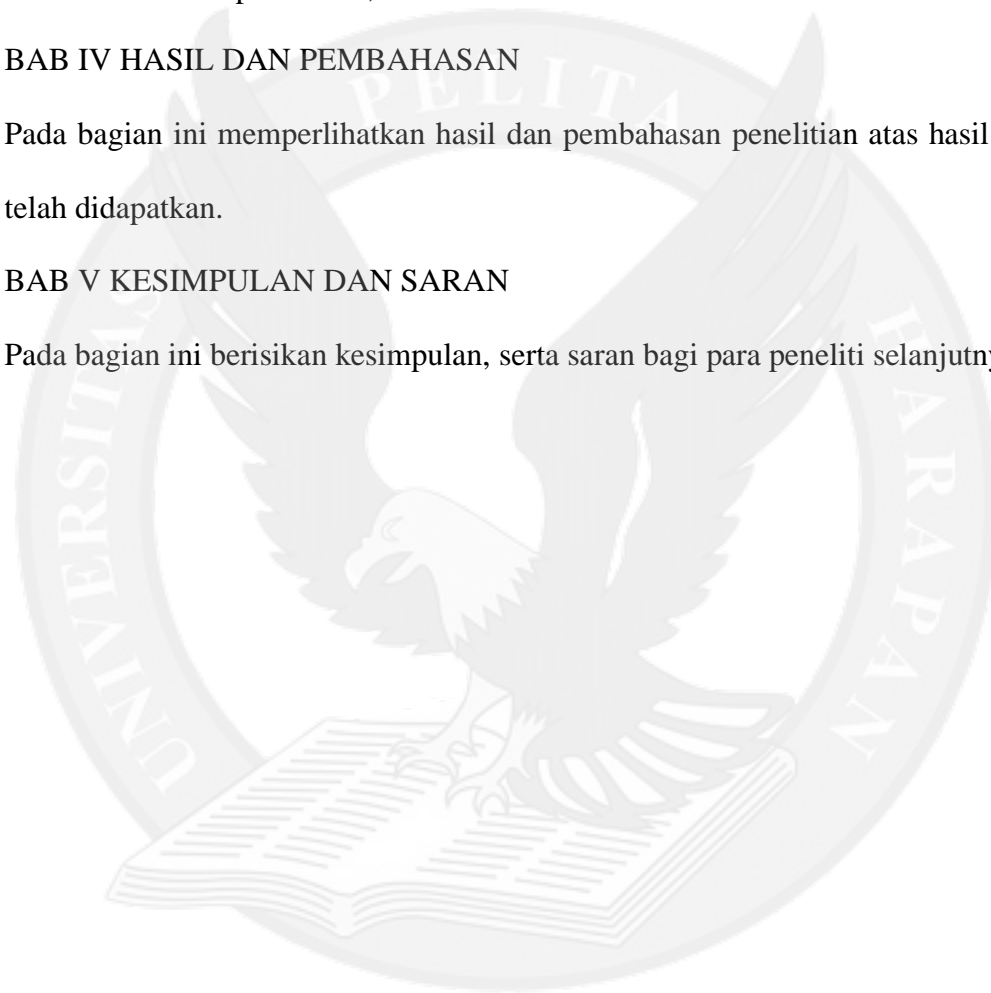 BAB IV HASIL DAN PEMBAHASAN
Pada bagian ini memperlihatkan hasil dan pembahasan penelitian atas hasil
telah didapatkan.
BAB V KESIMPULAN DAN SARAN
Pada bagian ini berisikan kesimpulan, serta saran bagi para peneliti
UNIVERSITAS PELITA HARAPAN